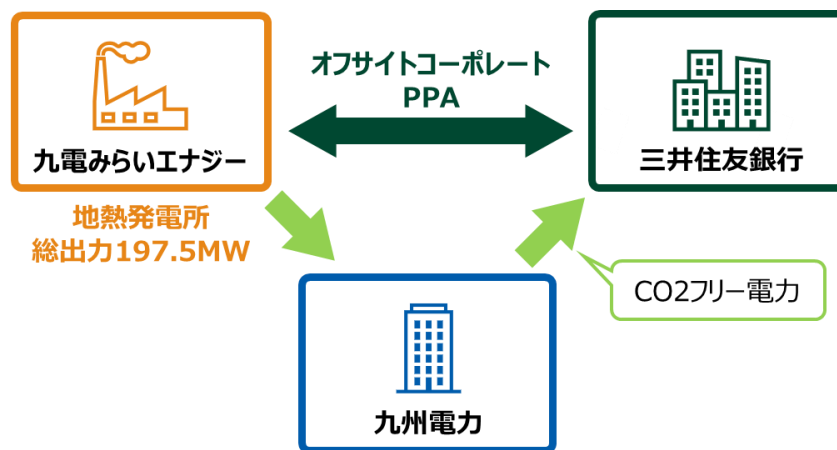 オフサイトコーポレート
PPA
九電みらいエナジー
三井住友銀行
地熱発電所
総出力197.5MW
CO2フリー電力
九州電力